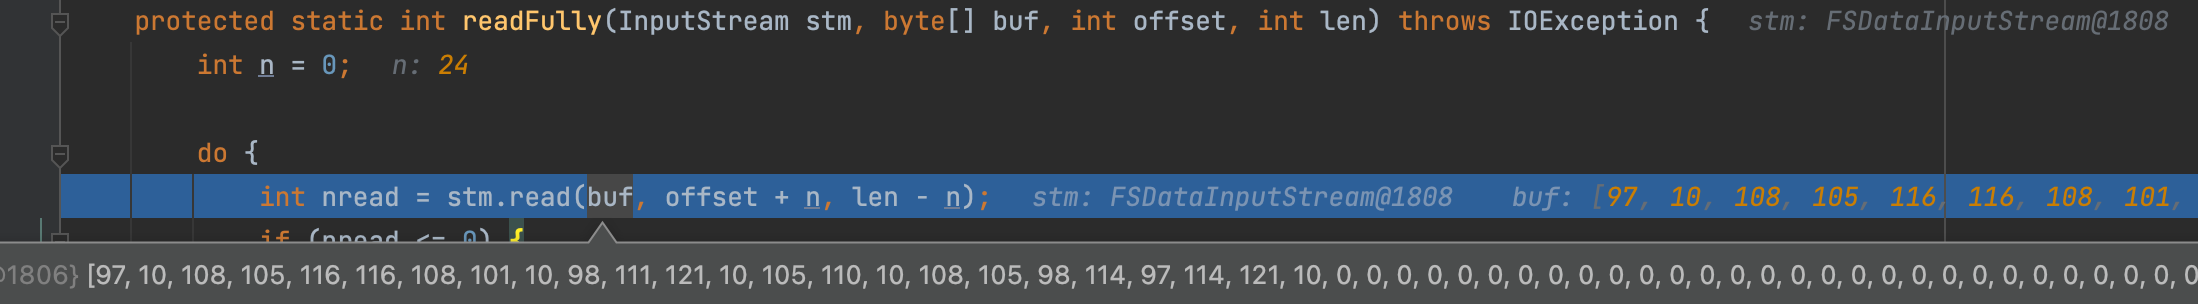 protected static int readFully(InputStream stm, byte[] buf, int offset, int len) throws IOException {   stm: FSDataInputStream@1808
int n = 0;   n: 24
do {
int nread = stm.read(buf, offset + n, len - n);   stm: FSDataInputStream@1808   buf: [97, 10, 108, 105, 116, 116, 108, 101,
if (nread <= 0) {
@1806} [97, 10, 108, 105, 116, 116, 108, 101, 10, 98, 111, 121, 10, 105, 110, 10, 108, 105, 98, 114, 97, 114, 121, 10, 0, 0, 0, 0, 0, 0, 0, 0, 0, 0, 0, 0, 0, 0, 0, 0, 0, 0, 0, 0, 0, 0, 0, 0, 0, 0, 0, 0, 0